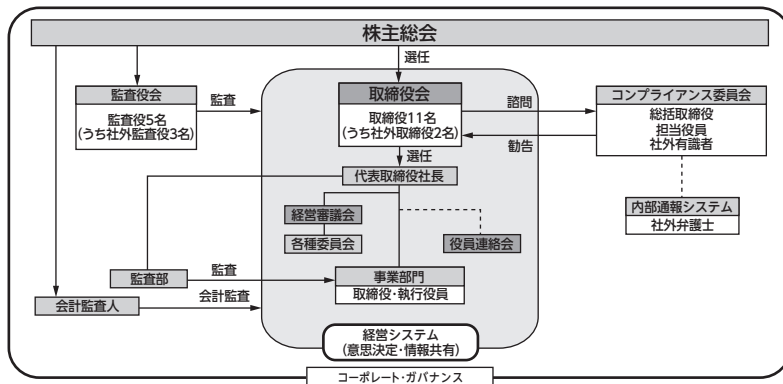 株主総会
選任
監査役会
監査役5名
(うち社外監査役3名)
監査
取締役会
取締役11名
(うち社外取締役2名)
諮問
勧告
コンプライアンス委員会
総括取締役
担当役員
社外有識者
選任
代表取締役社長
経営審議会
各種委員会
役員連絡会
内部通報システム
社外弁護士
監査部
監査
事業部門
取締役・執行役員
会計監査人
会計監査
経営システム
(意思決定・情報共有)
コーポレート・ガバナンス